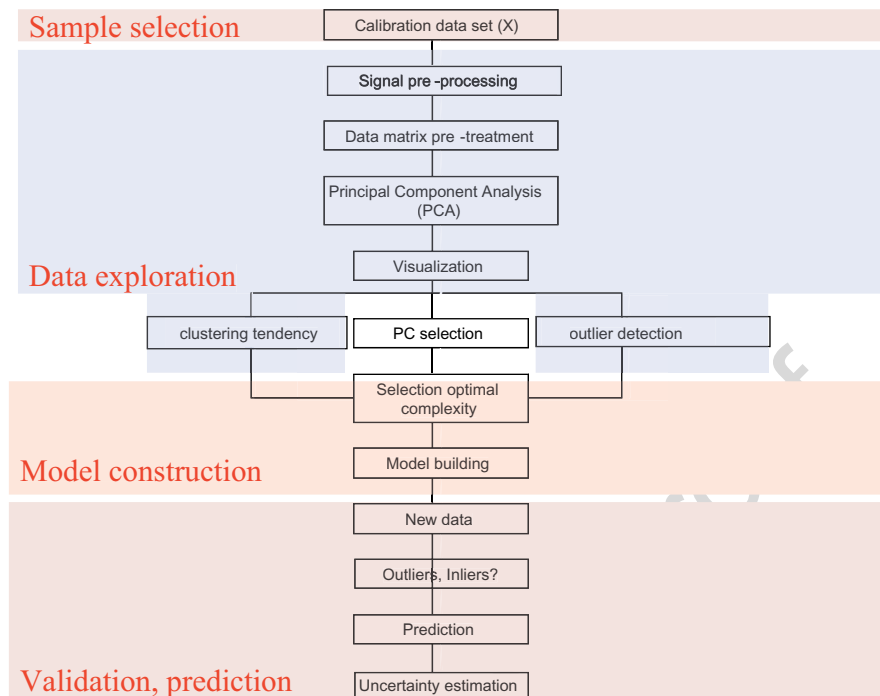 Sample selection
Calibration data set (X)
Signal pre -processing
Data matrix pre -treatment
Principal Component Analysis
(PCA)
Visualization
Data exploration
clustering tendency
PC selection
outlier detection
Selection optimal
complexity
Model building
Model construction
New data
Outliers, Inliers?
Prediction
Validation, prediction
Uncertainty estimation